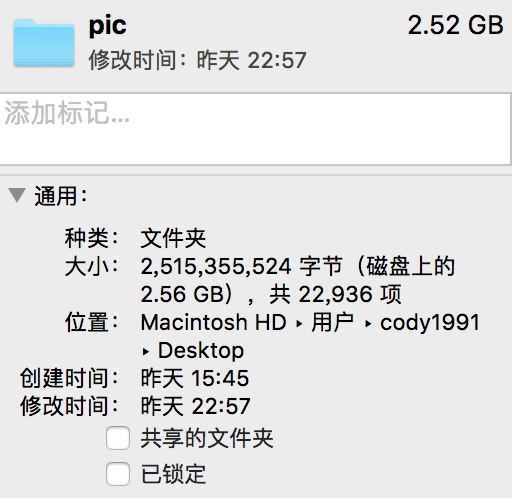 pic 2.52 GB
修改时间：昨天 22:57
添加标记...
通用：
种类： 文件夹
大小： 2,515,355,524 字节（磁盘上的
2.56 GB），共 22,936 项
位置： Macintosh HD ▸ 用户 ▸ cody1991
▸ Desktop
创建时间： 昨天 15:45
修改时间： 昨天 22:57
共享的文件夹
已锁定